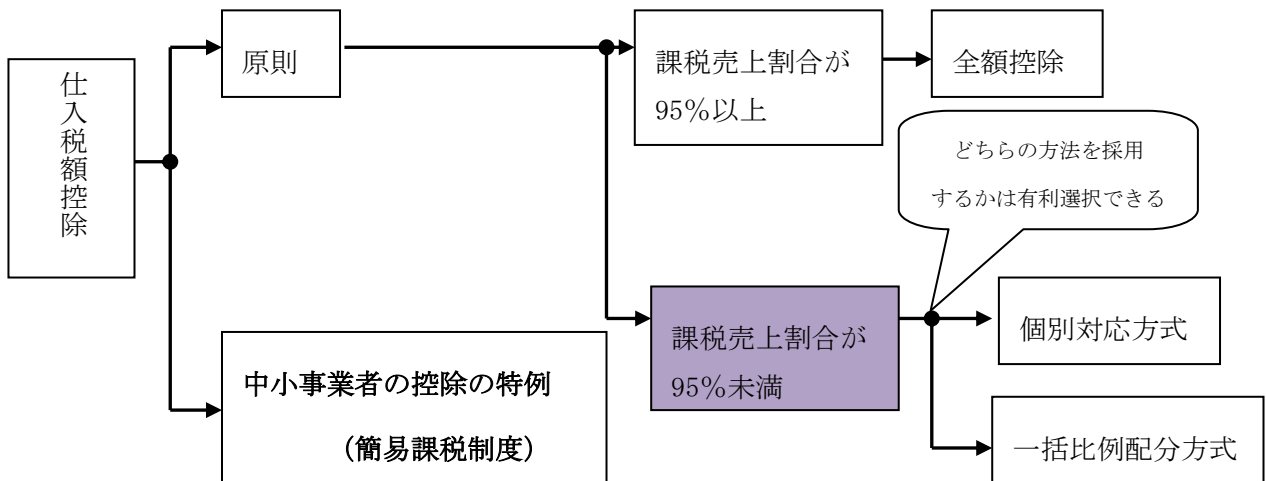 仕入税額控除
原則
課税売上割合が
95％以上
全額控除
どちらの方法を採用
するかは有利選択できる
課税売上割合が
95％未満
個別対応方式
一括比例配分方式
中小事業者の控除の特例
（簡易課税制度）